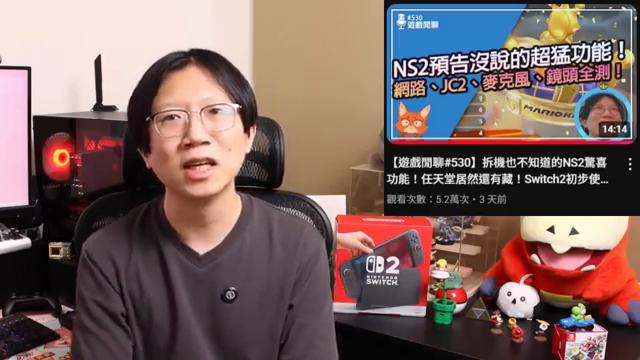 #530
遊戲閒聊
NS2預告沒說的超猛功能！
網路、JC2、麥克風、鏡頭全測！
MARIO
14:14
【遊戲閒聊#530】拆機也不知道的NS2驚喜
功能！任天堂居然還有藏！Switch2初步使...
觀看次數：5.2萬次・3 天前
2
NINTENDO
SWITCH